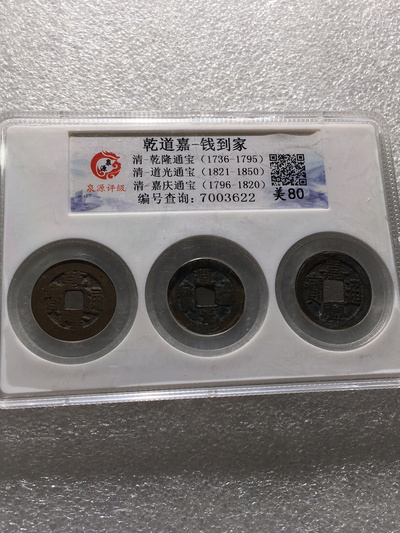 乾道嘉-钱到家
清-乾隆通宝（1736-1795）
清-道光通宝（1821-1850）
清-嘉庆通宝（1796-1820）
编号查询：7003622
泉源
泉源评级
美80